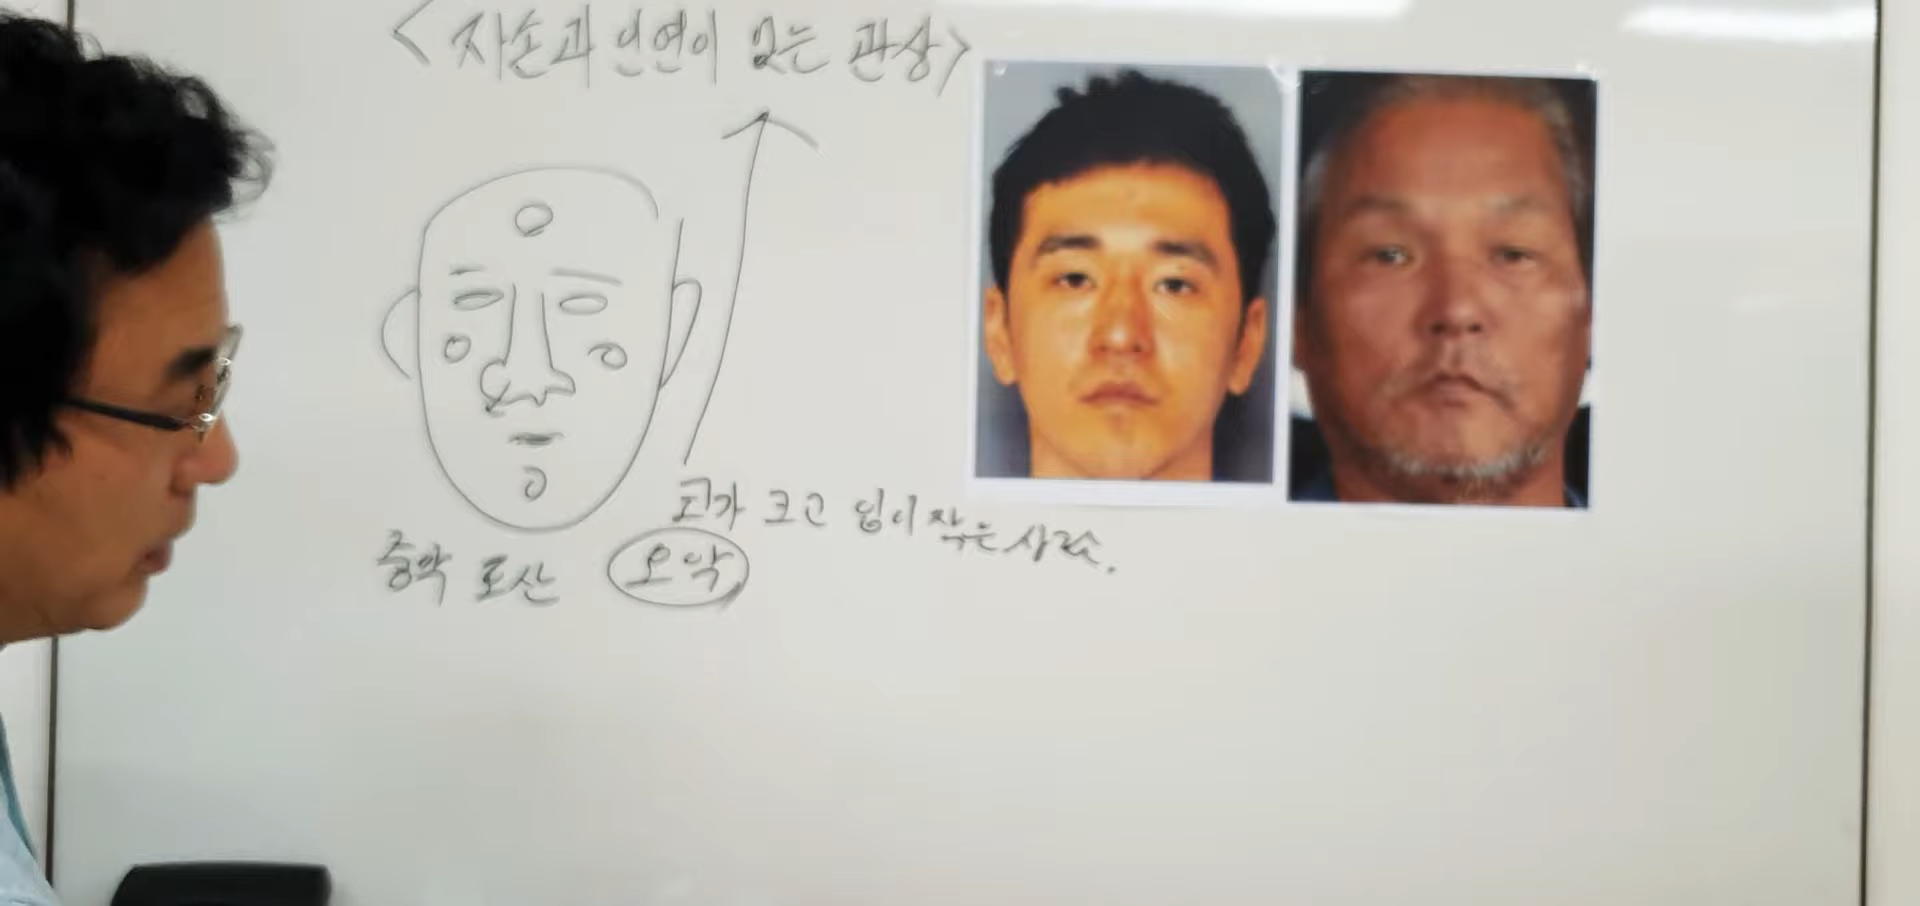 <자손과 인연이 없는 관상>
코가 크고 입이 작은 사람.
중악 토산 오악